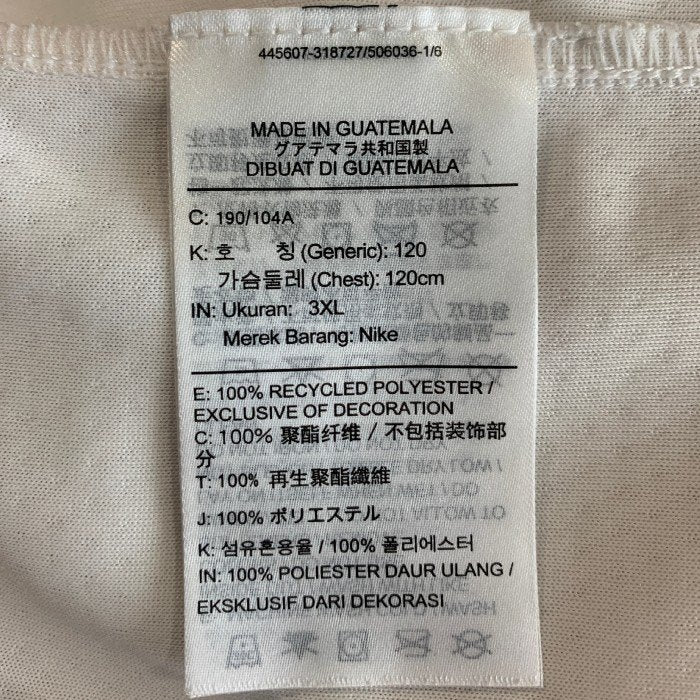 445607-318727/506036-1/6
MADE IN GUATEMALA
グアテマラ共和国製
DIBUAT DI GUATEMALA
C: 190/104A
K: 호 칭 (Generic): 120
가슴둘레 (Chest): 120cm
IN: Ukuran: 3XL
Merek Barang: Nike
E: 100% RECYCLED POLYESTER /
EXCLUSIVE OF DECORATION
C: 100% 聚酯纤维 / 不包括装饰部
分
T: 100% 再生聚酯纖維
J: 100% ポリエステル
K: 섬유혼용율 / 100% 폴리에스터
IN: 100% POLIESTER DAUR ULANG /
EKSKLUSIF DARI DEKORASI